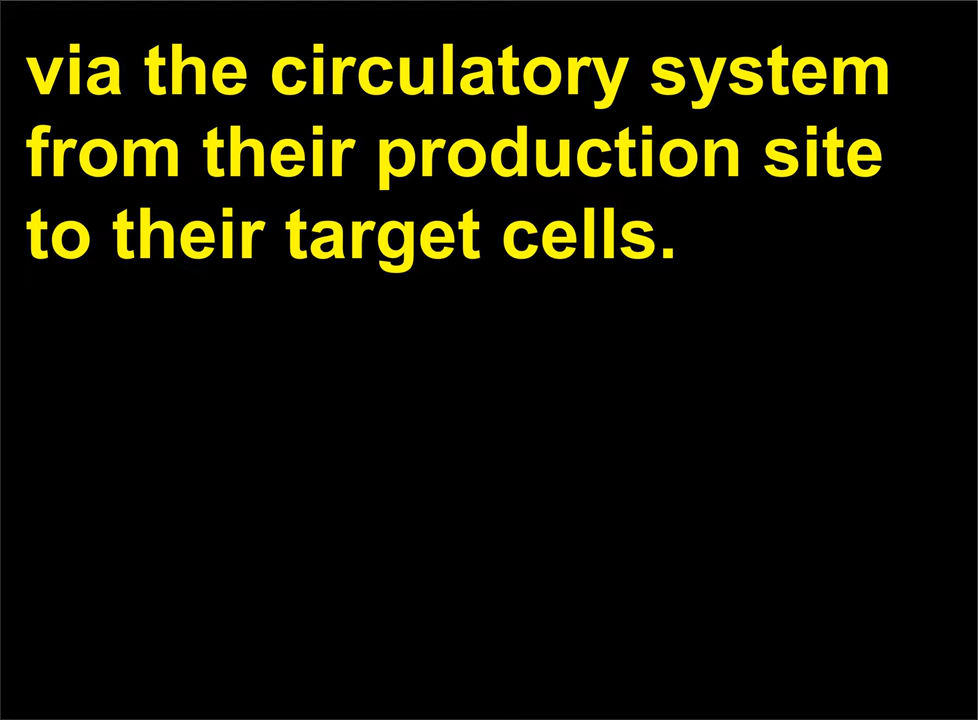 via the circulatory system
from their production site
to their target cells.